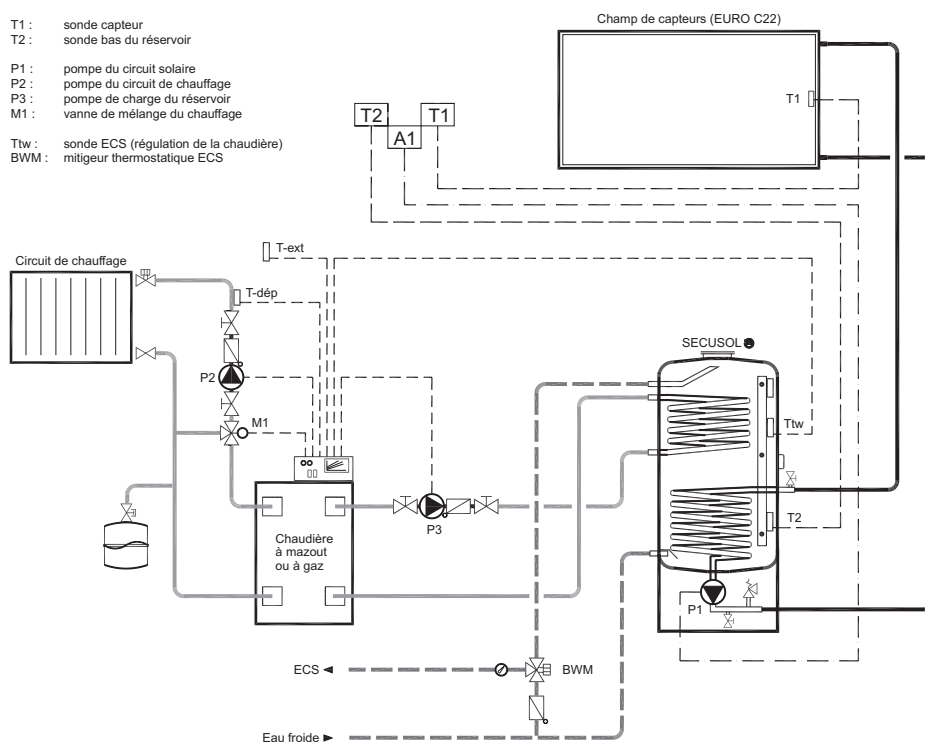 T1 : sonde capteur
T2 : sonde bas du réservoir
P1 : pompe du circuit solaire
P2 : pompe du circuit de chauffage
P3 : pompe de charge du réservoir
M1 : vanne de mélange du chauffage
Ttw : sonde ECS (régulation de la chaudière)
BWM : mitigeur thermostatique ECS
Champ de capteurs (EURO C22)
T1
T2
T1
A1
T-ext
Circuit de chauffage
T-dép
SECUSOL
P2
M1
Ttw
P3
T2
Chaudière
à mazout
ou à gaz
P1
ECS
BWM
Eau froide